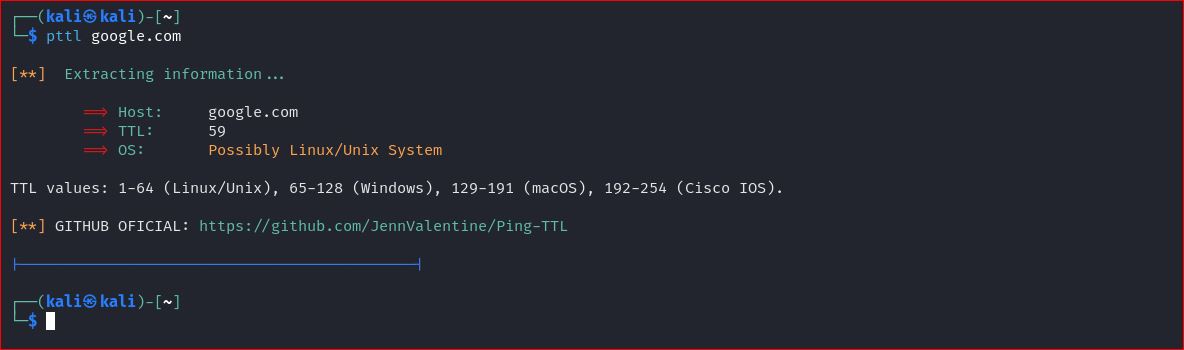 ┌──(kali㉿kali)-[~]
└─$ pttl google.com
[**]  Extracting information...
==> Host:     google.com
==> TTL:      59
==> OS:       Possibly Linux/Unix System
TTL values: 1-64 (Linux/Unix), 65-128 (Windows), 129-191 (macOS), 192-254 (Cisco IOS).
[**] GITHUB OFICIAL: https://github.com/JennValentine/Ping-TTL
┌──(kali㉿kali)-[~]
└─$